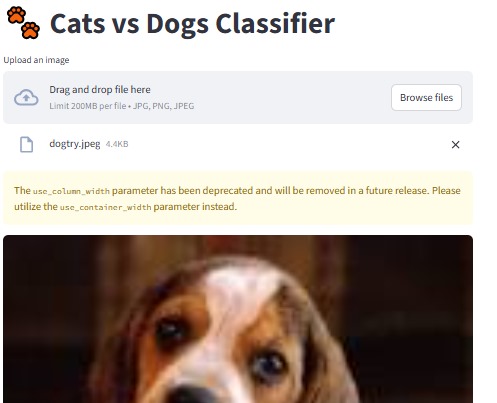 Cats vs Dogs Classifier
Upload an image
Drag and drop file here
Limit 200MB per file • JPG, PNG, JPEG
Browse files
dogtry.jpeg 4.4KB
The use_column_width parameter has been deprecated and will be removed in a future release. Please
utilize the use_container_width parameter instead.